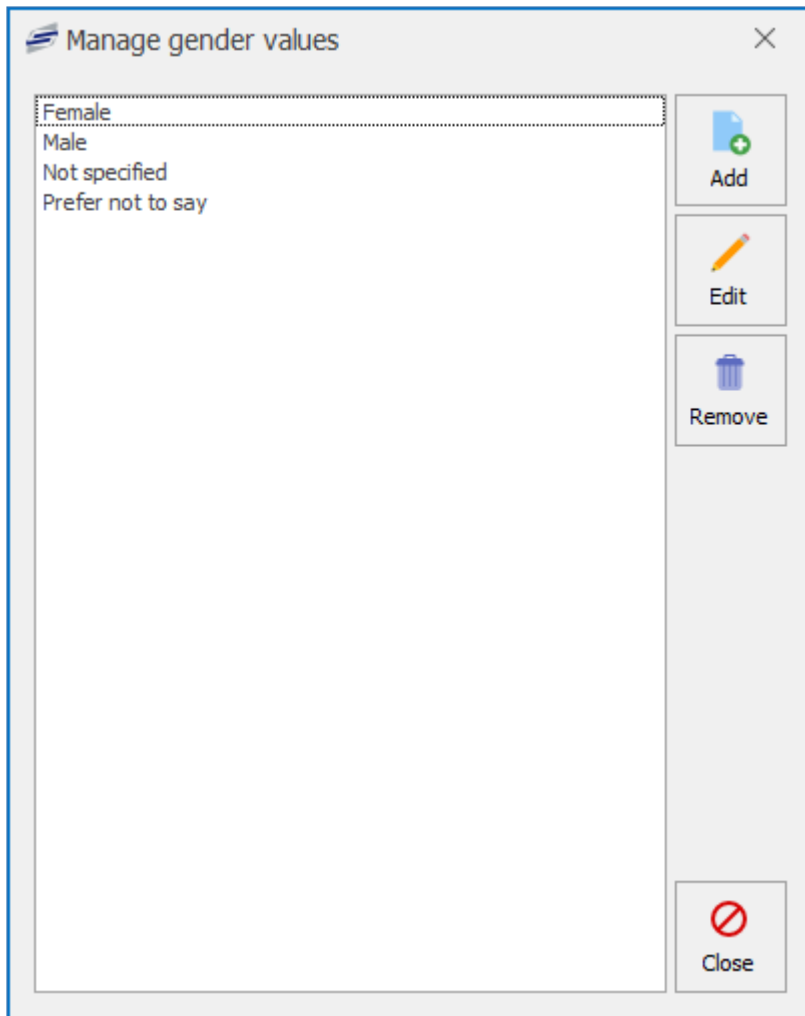 Manage gender values
Female
Male
Not specified
Prefer not to say
Add
Edit
Remove
Close